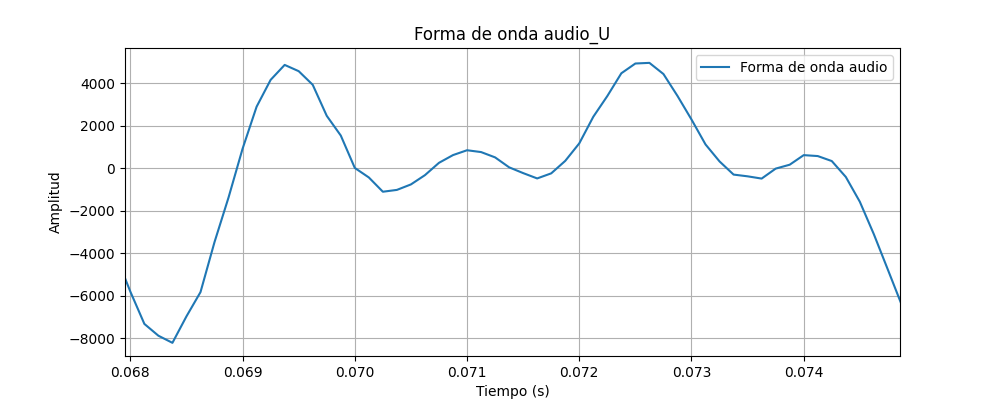 Forma de onda audio_U
Forma de onda audio
Amplitud
4000
2000
0
−2000
−4000
−6000
−8000
0.068 0.069 0.070 0.071 0.072 0.073 0.074
Tiempo (s)